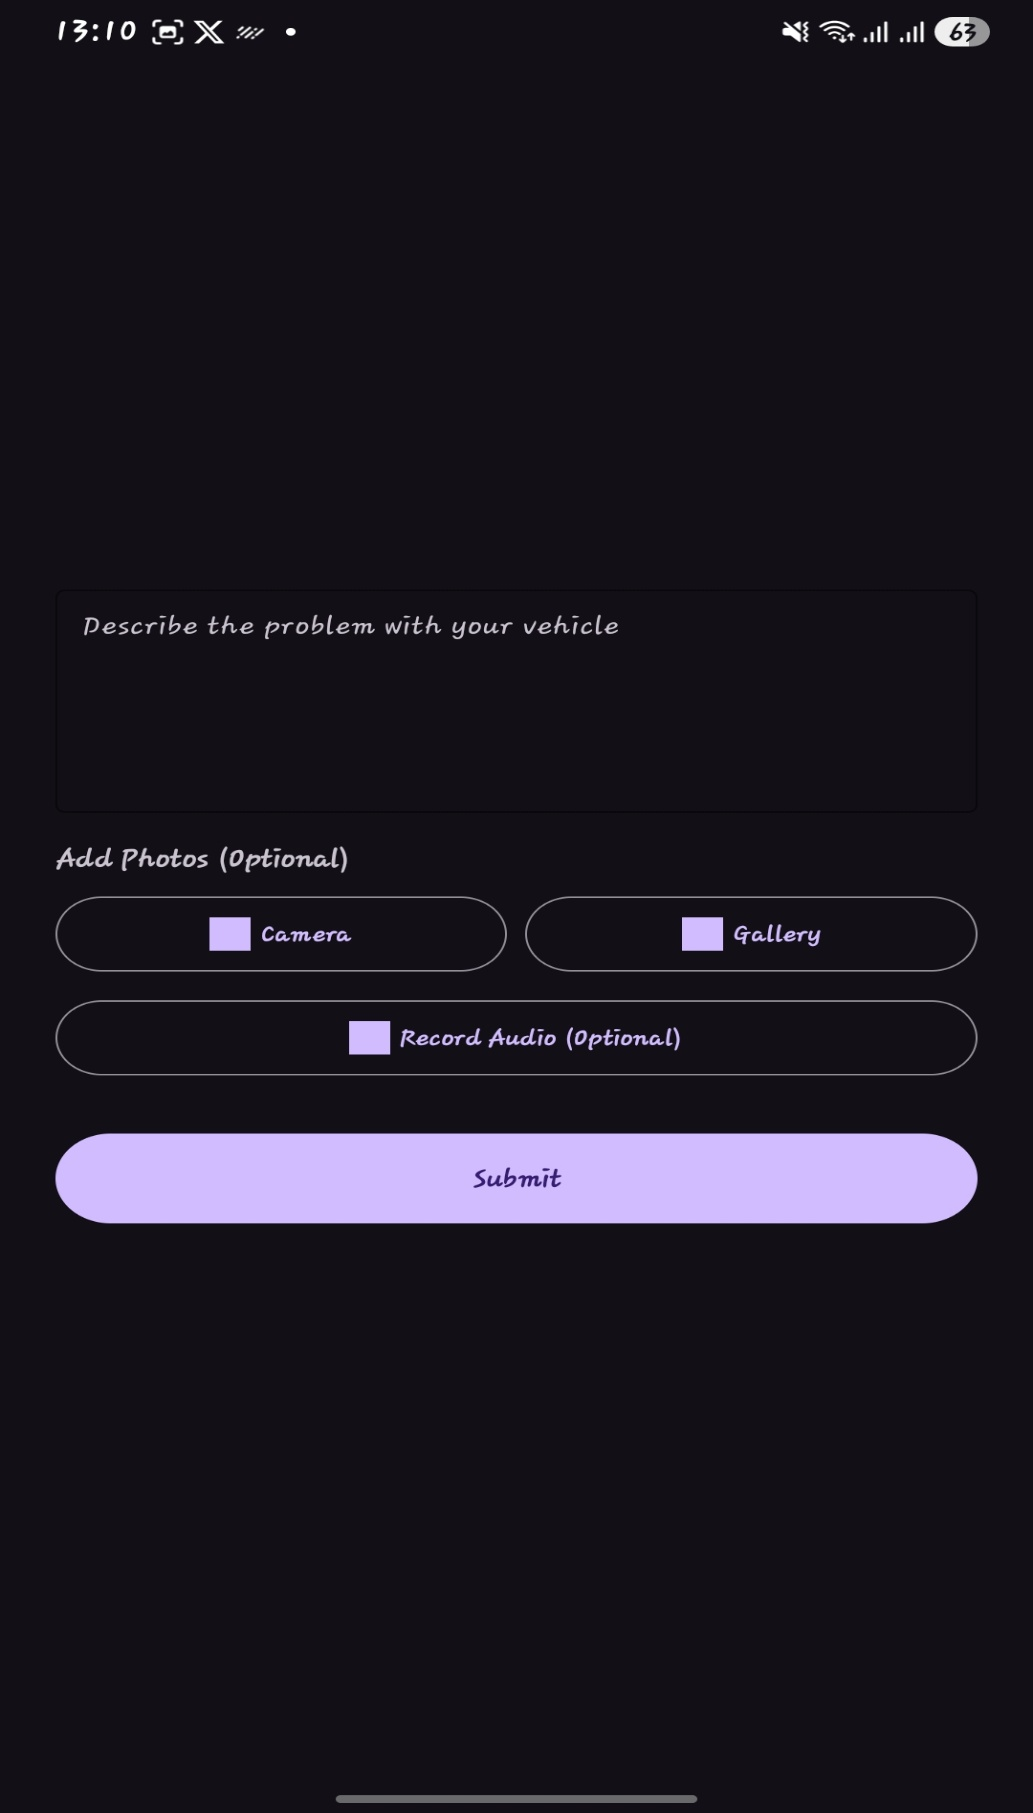 13:10 63
Describe the problem with your vehicle
Add Photos (Optional)
Camera Gallery
Record Audio (Optional)
Submit